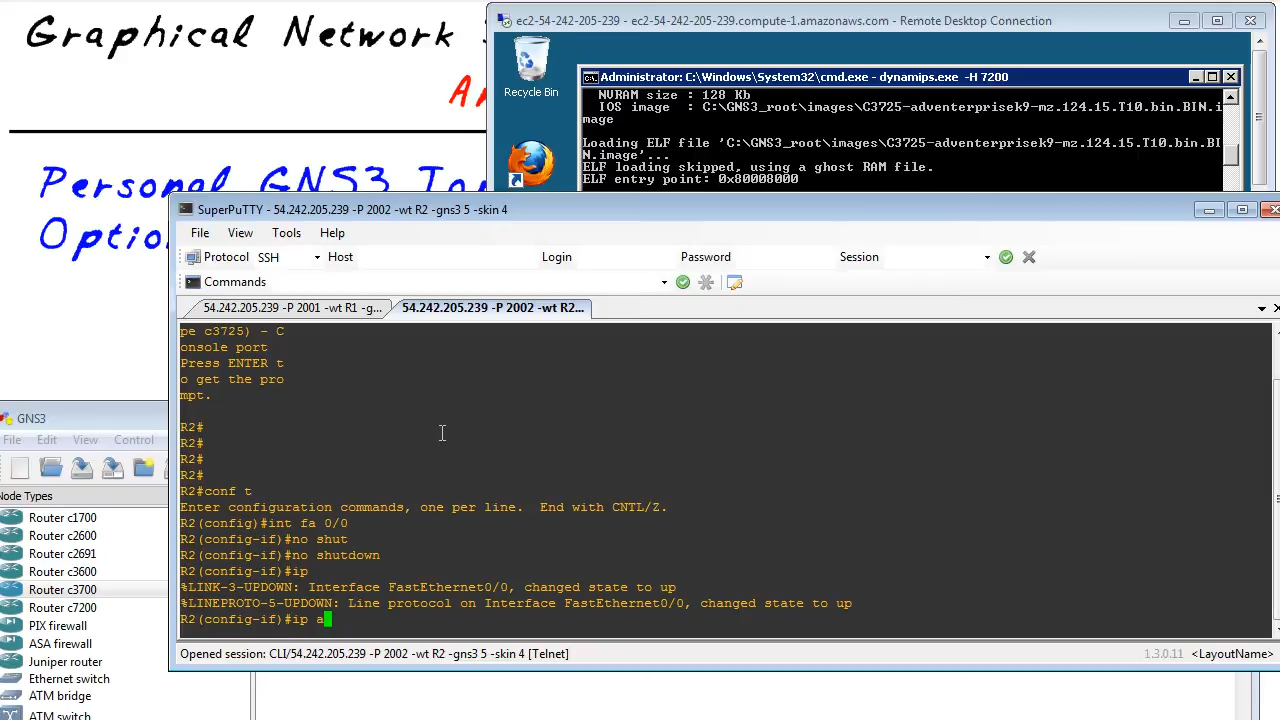 Graphical Network
Personal GNS3 To
Optio
ec2-54-242-205-239 - ec2-54-242-205-239.compute-1.amazonaws.com - Remote Desktop Connection
Recycle Bin
Administrator: C:\Windows\System32\cmd.exe - dynamips.exe -H 7200
NVRAM size : 128 Kb
IOS image : C:\GNS3_root\images\C3725-adventerprisek9-mz.124.15.T10.bin.BIN.i
mage
Loading ELF file 'C:\GNS3_root\images\C3725-adventerprisek9-mz.124.15.T10.bin.BI
N.image'...
ELF loading skipped, using a ghost RAM file.
ELF entry point: 0x80008000
SuperPuTTY - 54.242.205.239 -P 2002 -wt R2 -gns3 5 -skin 4
File View Tools Help
Protocol SSH Host Login Password Session
Commands
54.242.205.239 -P 2001 -wt R1 -g... 54.242.205.239 -P 2002 -wt R2...
pe c3725) - C
onsole port
Press ENTER t
o get the pro
mpt.
R2#
R2#
R2#
R2#
R2#conf t
Enter configuration commands, one per line. End with CNTL/Z.
R2(config)#int fa 0/0
R2(config-if)#no shut
R2(config-if)#no shutdown
R2(config-if)#ip
%LINK-3-UPDOWN: Interface FastEthernet0/0, changed state to up
%LINEPROTO-5-UPDOWN: Line protocol on Interface FastEthernet0/0, changed state to up
R2(config-if)#ip a
Opened session: CLI/54.242.205.239 -P 2002 -wt R2 -gns3 5 -skin 4 [Telnet] 1.3.0.11 <LayoutName>
GNS3
File Edit View Control
Node Types
Router c1700
Router c2600
Router c2691
Router c3600
Router c3700
Router c7200
PIX firewall
ASA firewall
Juniper router
Ethernet switch
ATM bridge
ATM switch